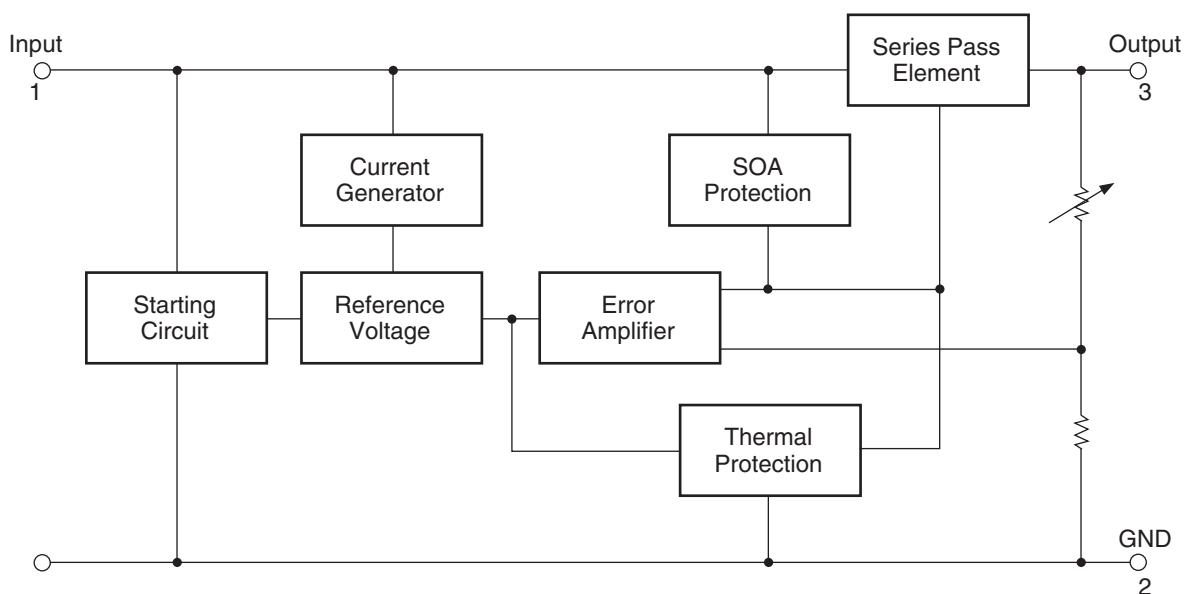 Input
1
Series Pass
Element
Output
3
Current
Generator
SOA
Protection
Starting
Circuit
Reference
Voltage
Error
Amplifier
Thermal
Protection
GND
2